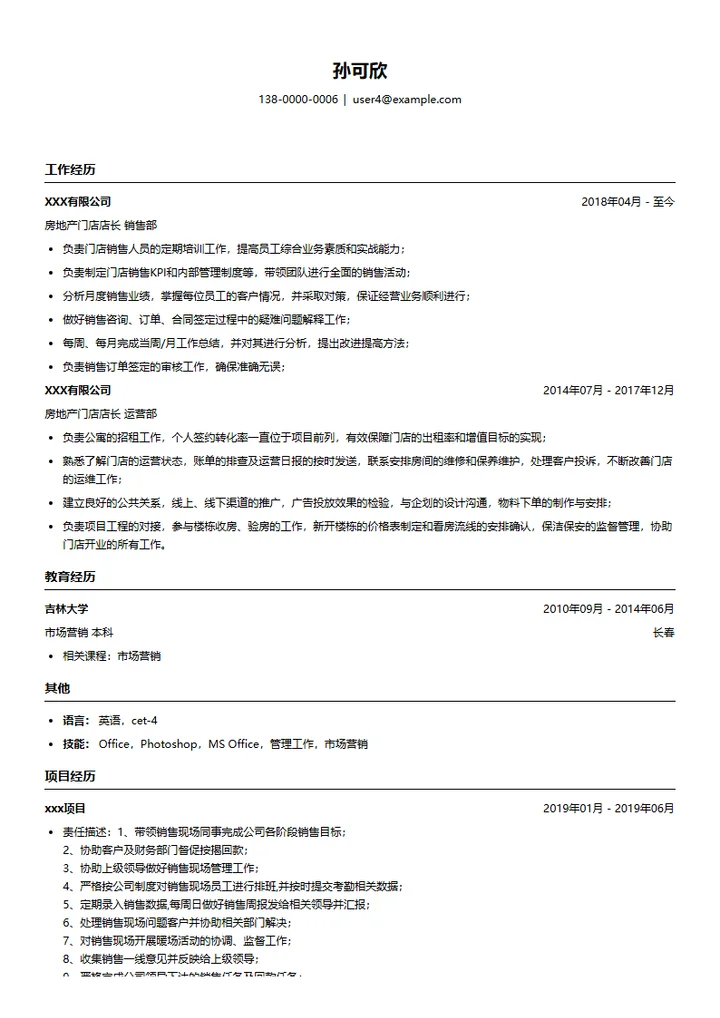 孙可欣
138-0000-0006 | user4@example.com
工作经历
XXX有限公司 2018年04月 - 至今
房地产门店店长 销售部
• 负责门店销售人员的定期培训工作，提高员工综合业务素质和实战能力；
• 负责制定门店销售KPI和内部管理制度等，带领团队进行全面的销售活动；
• 分析月度销售业绩，掌握每位员工的客户情况，并采取对策，保证经营业务顺利进行；
• 做好销售咨询、订单、合同签定过程中的疑难问题解释工作；
• 每周、每月完成当周/月工作总结，并对其进行分析，提出改进提高方法；
• 负责销售订单签定的审核工作，确保准确无误；
XXX有限公司 2014年07月 - 2017年12月
房地产门店店长 运营部
• 负责公寓的招租工作，个人签约转化率一直位于项目前列，有效保障门店的出租率和增值目标的实现；
• 熟悉了解门店的运营状态，账单的排查及运营日报的按时发送，联系安排房间的维修和保养维护，处理客户投诉，不断改善门店
的运维工作；
• 建立良好的公共关系，线上、线下渠道的推广，广告投放效果的检验，与企划的设计沟通，物料下单的制作与安排；
• 负责项目工程的对接，参与楼栋收房、验房的工作，新开楼栋的价格表制定和看房流线的安排确认，保洁保安的监督管理，协助
门店开业的所有工作。
教育经历
吉林大学 2010年09月 - 2014年06月
市场营销 本科 长春
• 相关课程：市场营销
其他
• 语言： 英语，cet-4
• 技能： Office，Photoshop，MS Office，管理工作，市场营销
项目经历
xxx项目 2019年01月 - 2019年06月
• 责任描述：1、带领销售现场同事完成公司各阶段销售目标；
2、协助客户及财务部门督促按揭回款；
3、协助上级领导做好销售现场管理工作；
4、严格按公司制度对销售现场员工进行排班,并按时提交考勤相关数据；
5、定期录入销售数据,每周日做好销售周报发给相关领导并汇报；
6、处理销售现场问题客户并协助相关部门解决；
7、对销售现场开展暖场活动的协调、监督工作；
8、收集销售一线意见并反映给上级领导；